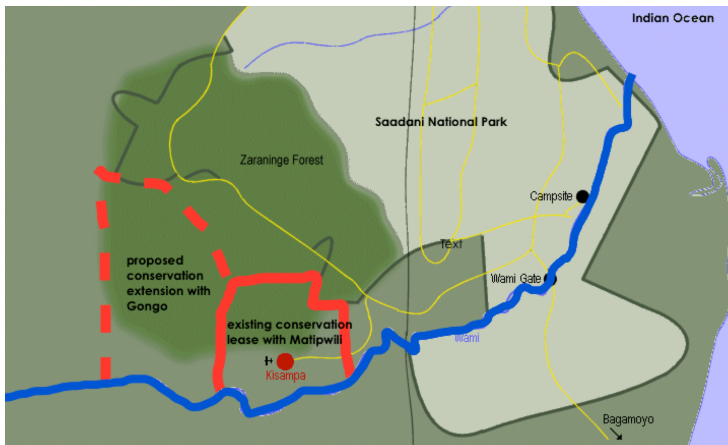 Indian Ocean
Saadani National Park
Zaraninge Forest
Campsite
Text
proposed
conservation
extension with
Gongo
Wami Gate
existing conservation
lease with Matipwili
Wami
Kisampa
Bagamoyo